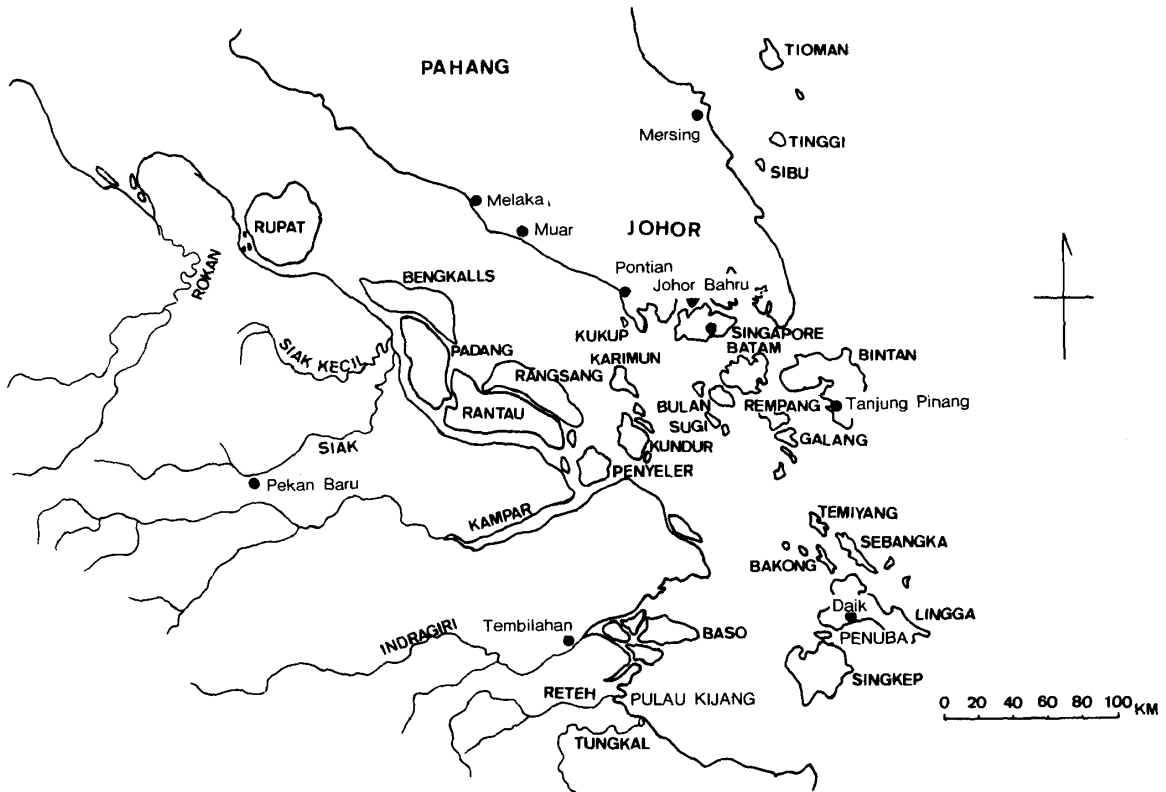 TIOMAN
PAHANG
Mersing
TINGGI
SIBU
Melaka
RUPAT
Muar
JOHOR
ROKAN
BENGKALLS
Pontian
Johor Bahru
KUKUP
SINGAPORE
SIAK KECIL
PADANG
KARIMUN
BATAM
BINTAN
RANGSANG
RANTAU
BULAN
REMPANG
Tanjung Pinang
SUGI
SIAK
KUNDUR
GALANG
PENYELER
Pekan Baru
KAMPAR
TEMIYANG
SEBANGKA
BAKONG
Daik
LINGGA
Tembilahan
BASO
PENUBA
INDRAGIRI
SINGKEP
RETEH
PULAU KIJANG
0 20 40 60 80 100 KM
TUNGKAL